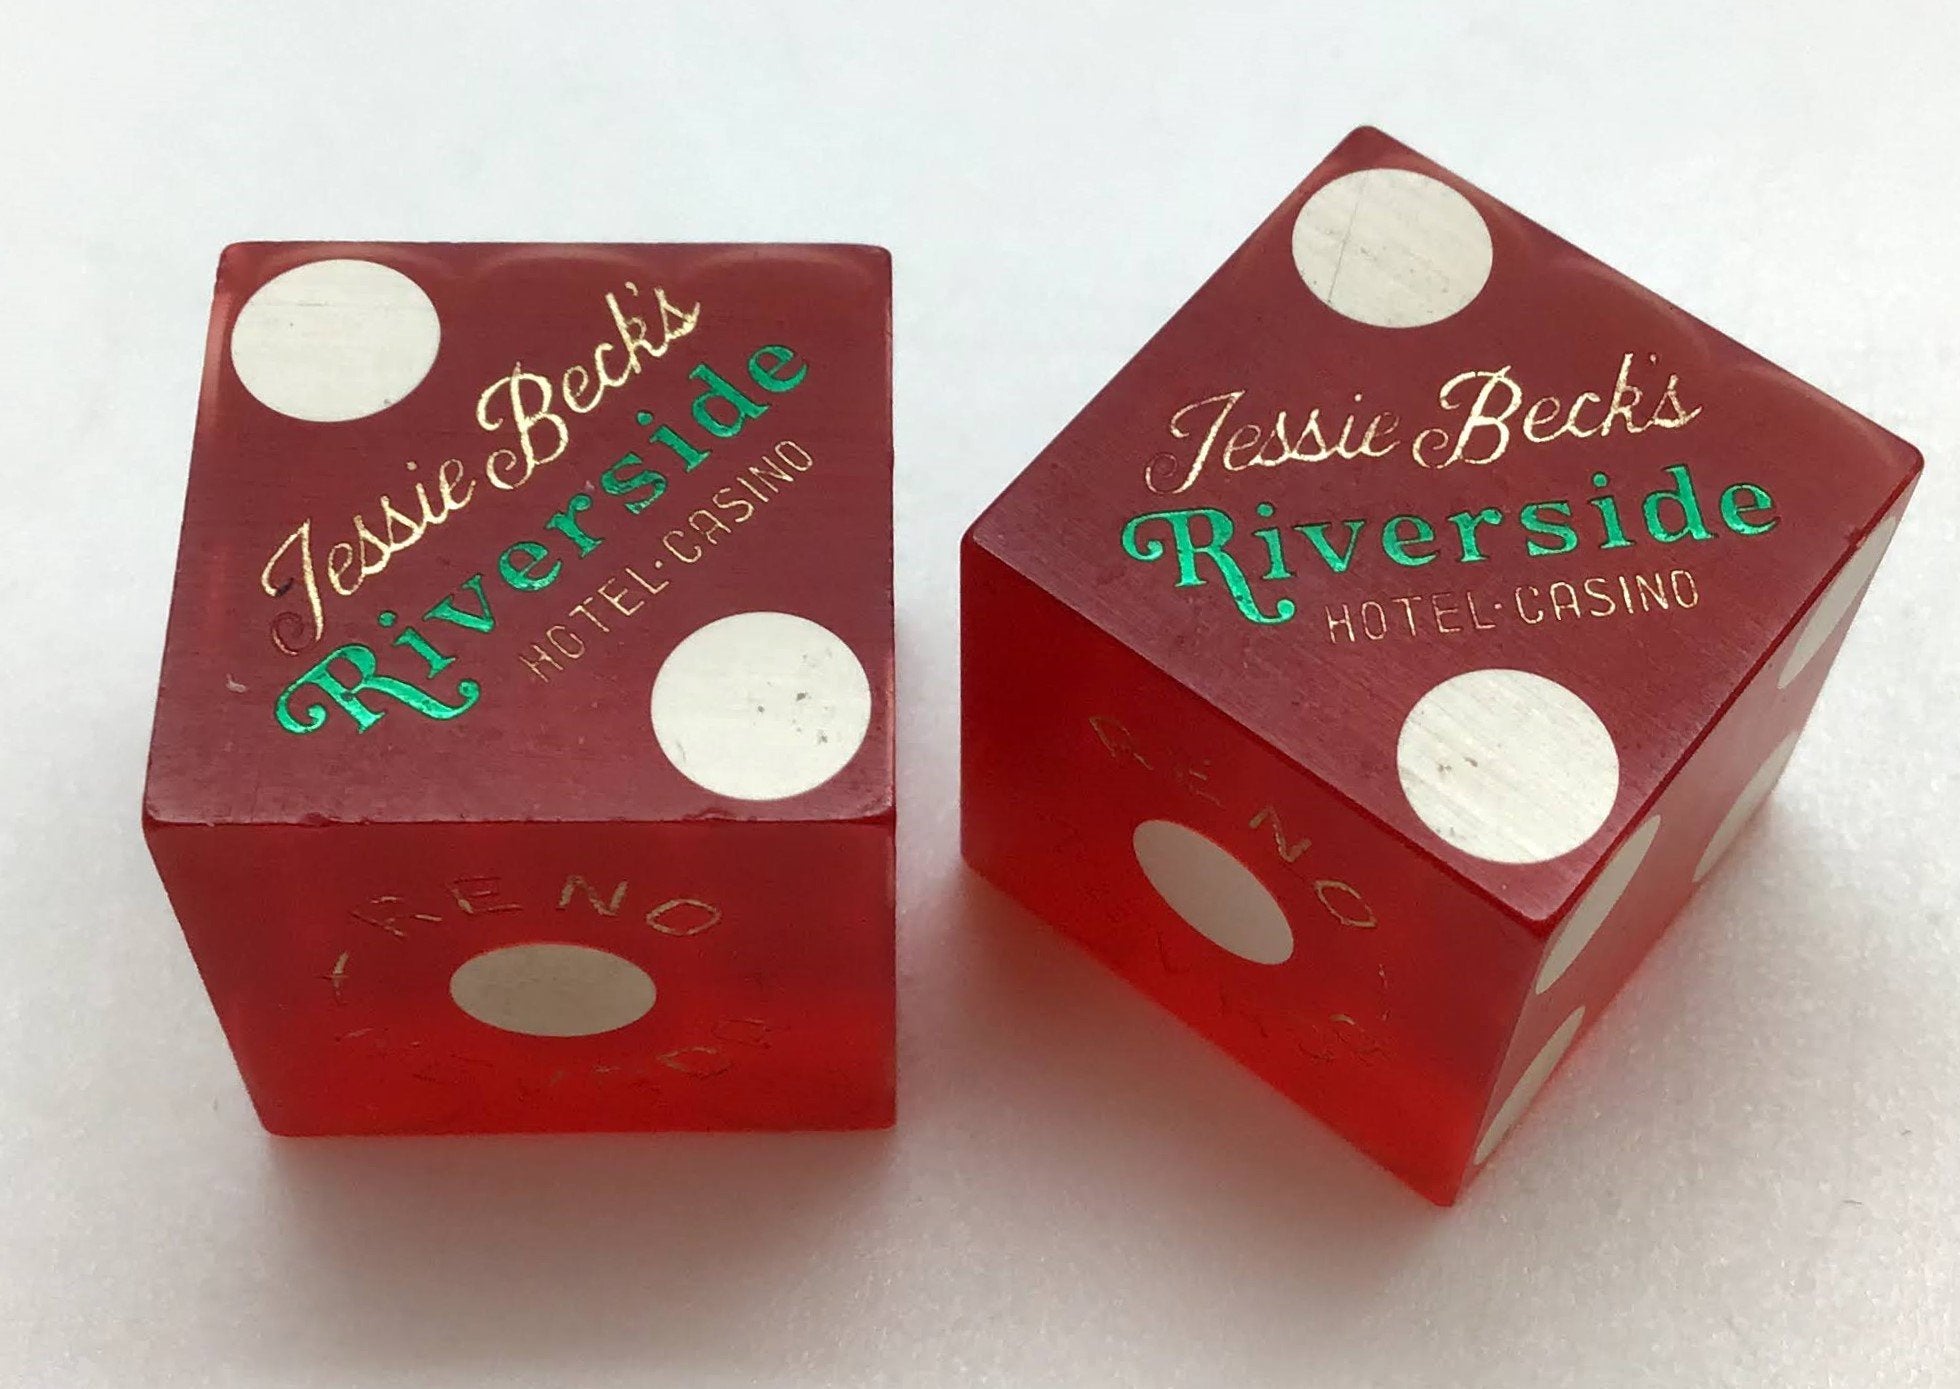 Jessie Beck's
Riverside
HOTEL·CASINO
RENO
Jessie Beck's
Riverside
HOTEL·CASINO
RENO